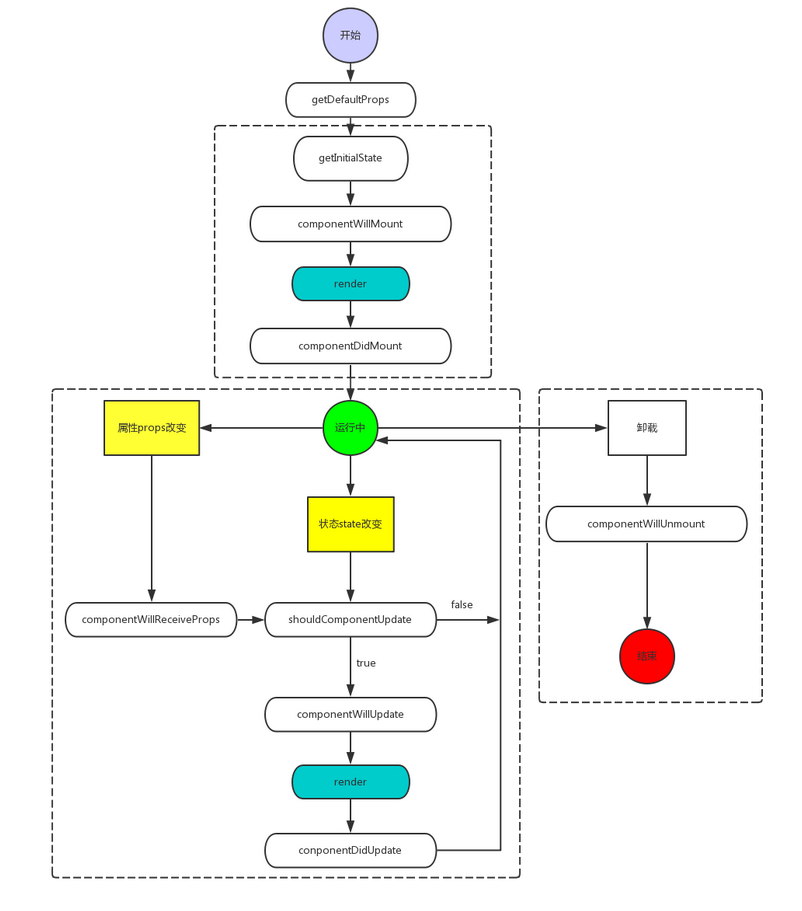 开始
getDefaultProps
getInitialState
componentWillMount
render
componentDidMount
属性props改变
运行中
卸载
状态state改变
componentWillUnmount
componentWillReceiveProps
shouldComponentUpdate
false
true
结束
componentWillUpdate
render
conponentDidUpdate